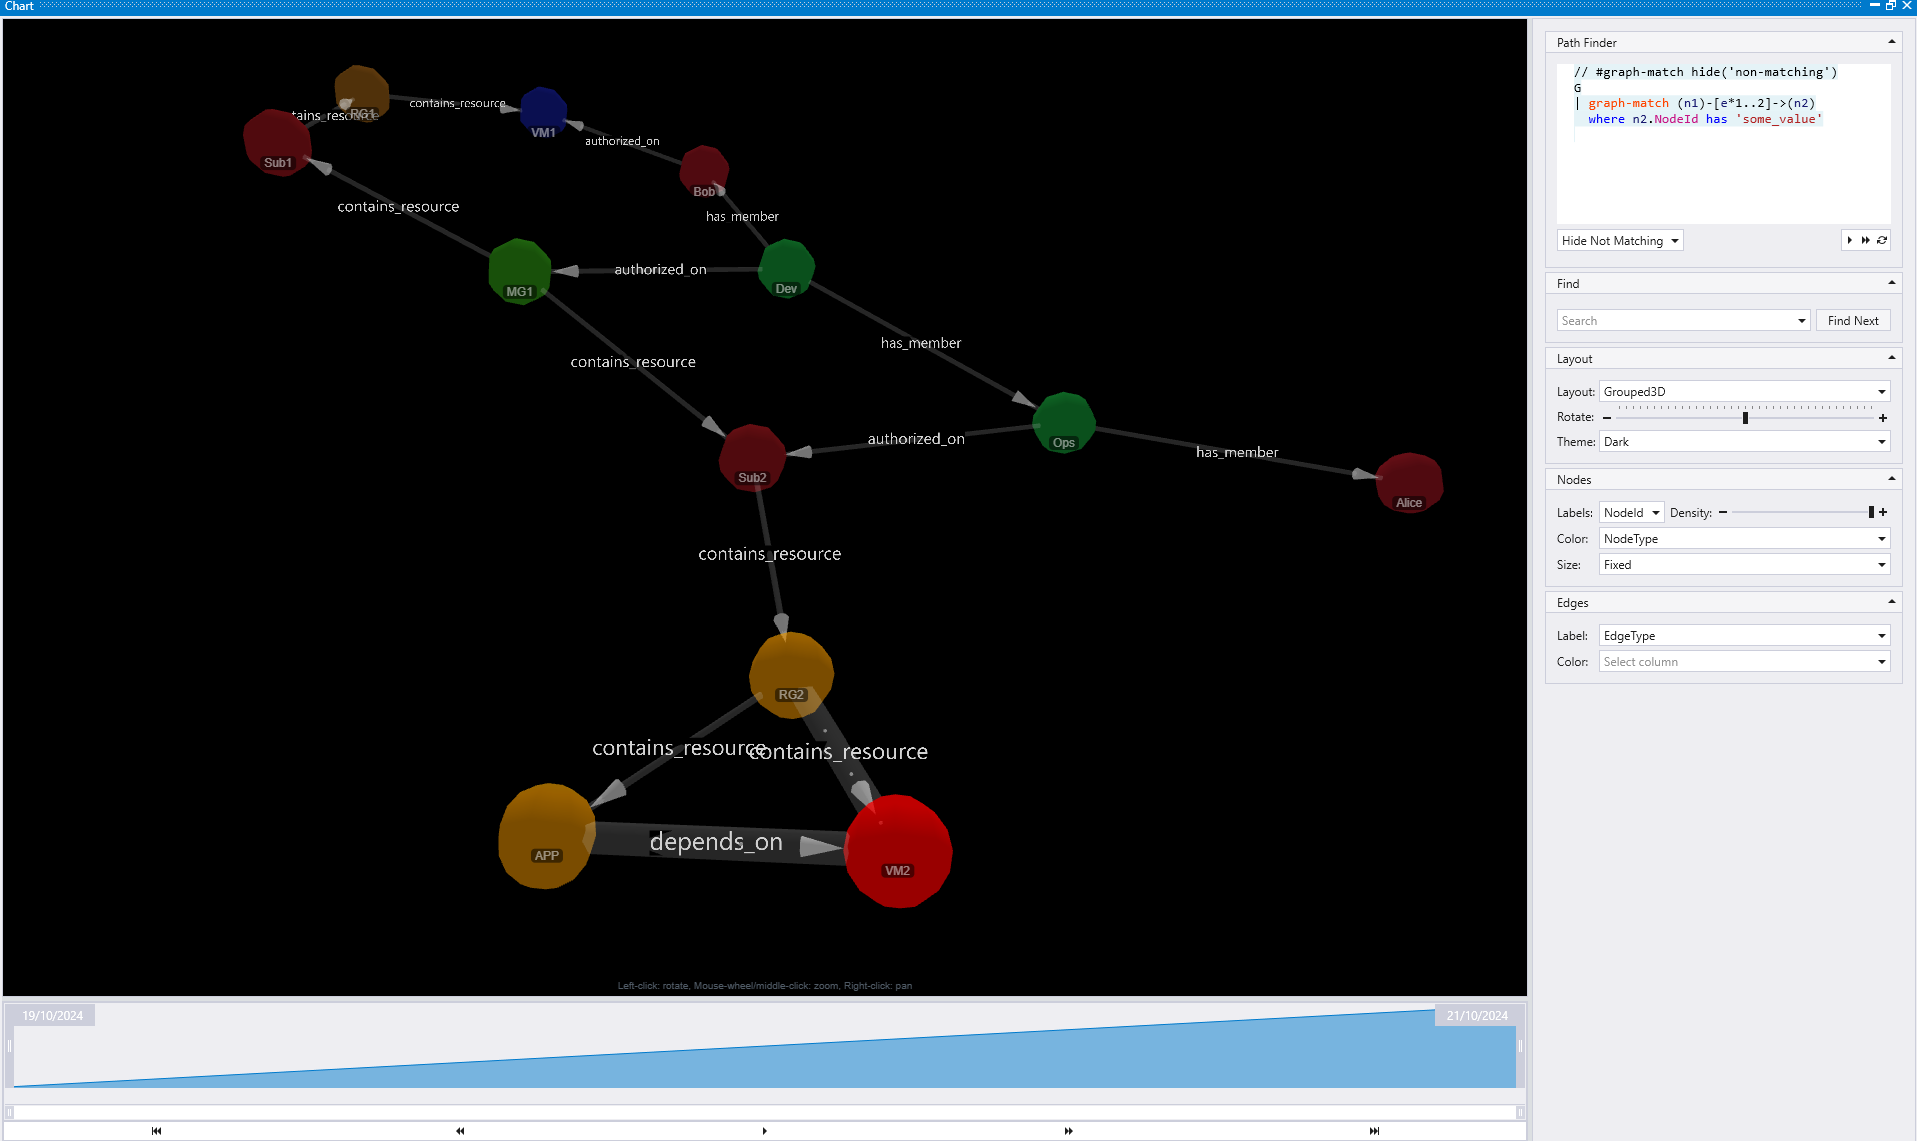 Chart
RG1
tains_resource
contains_resource
VM1
authorized_on
Sub1
Bob
contains_resource
has_member
MG1
authorized_on
Dev
contains_resource
has_member
authorized_on
Ops
has_member
Sub2
Alice
contains_resource
RG2
contains_resource
contains_resource
APP
depends_on
VM2
Left-click: rotate, Mouse-wheel/middle-click: zoom, Right-click: pan
19/10/2024
21/10/2024
Path Finder
// #graph-match hide('non-matching')
G
| graph-match (n1)-[e*1..2]->(n2)
where n2.NodeId has 'some_value'
Hide Not Matching
Find
Search
Find Next
Layout
Layout: Grouped3D
Rotate:
Theme: Dark
Nodes
Labels: NodeId Density:
Color: NodeType
Size: Fixed
Edges
Label: EdgeType
Color: Select column